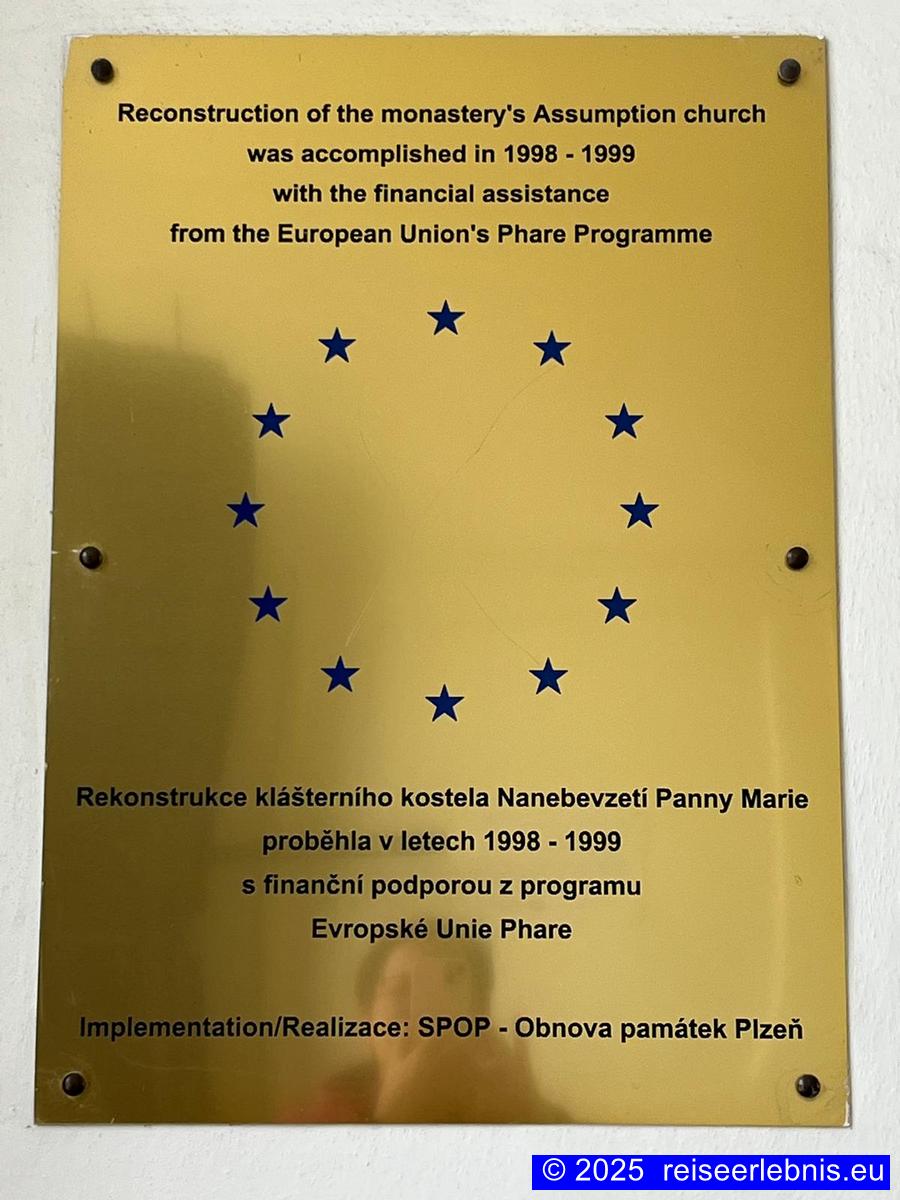 Reconstruction of the monastery's Assumption church
was accomplished in 1998 - 1999
with the financial assistance
from the European Union's Phare Programme
Rekonstrukce klášterního kostela Nanebevzetí Panny Marie
proběhla v letech 1998 - 1999
s finanční podporou z programu
Evropské Unie Phare
Implementation/Realizace: SPOP - Obnova památek Plzeň
© 2025 reiseerlebnis.eu